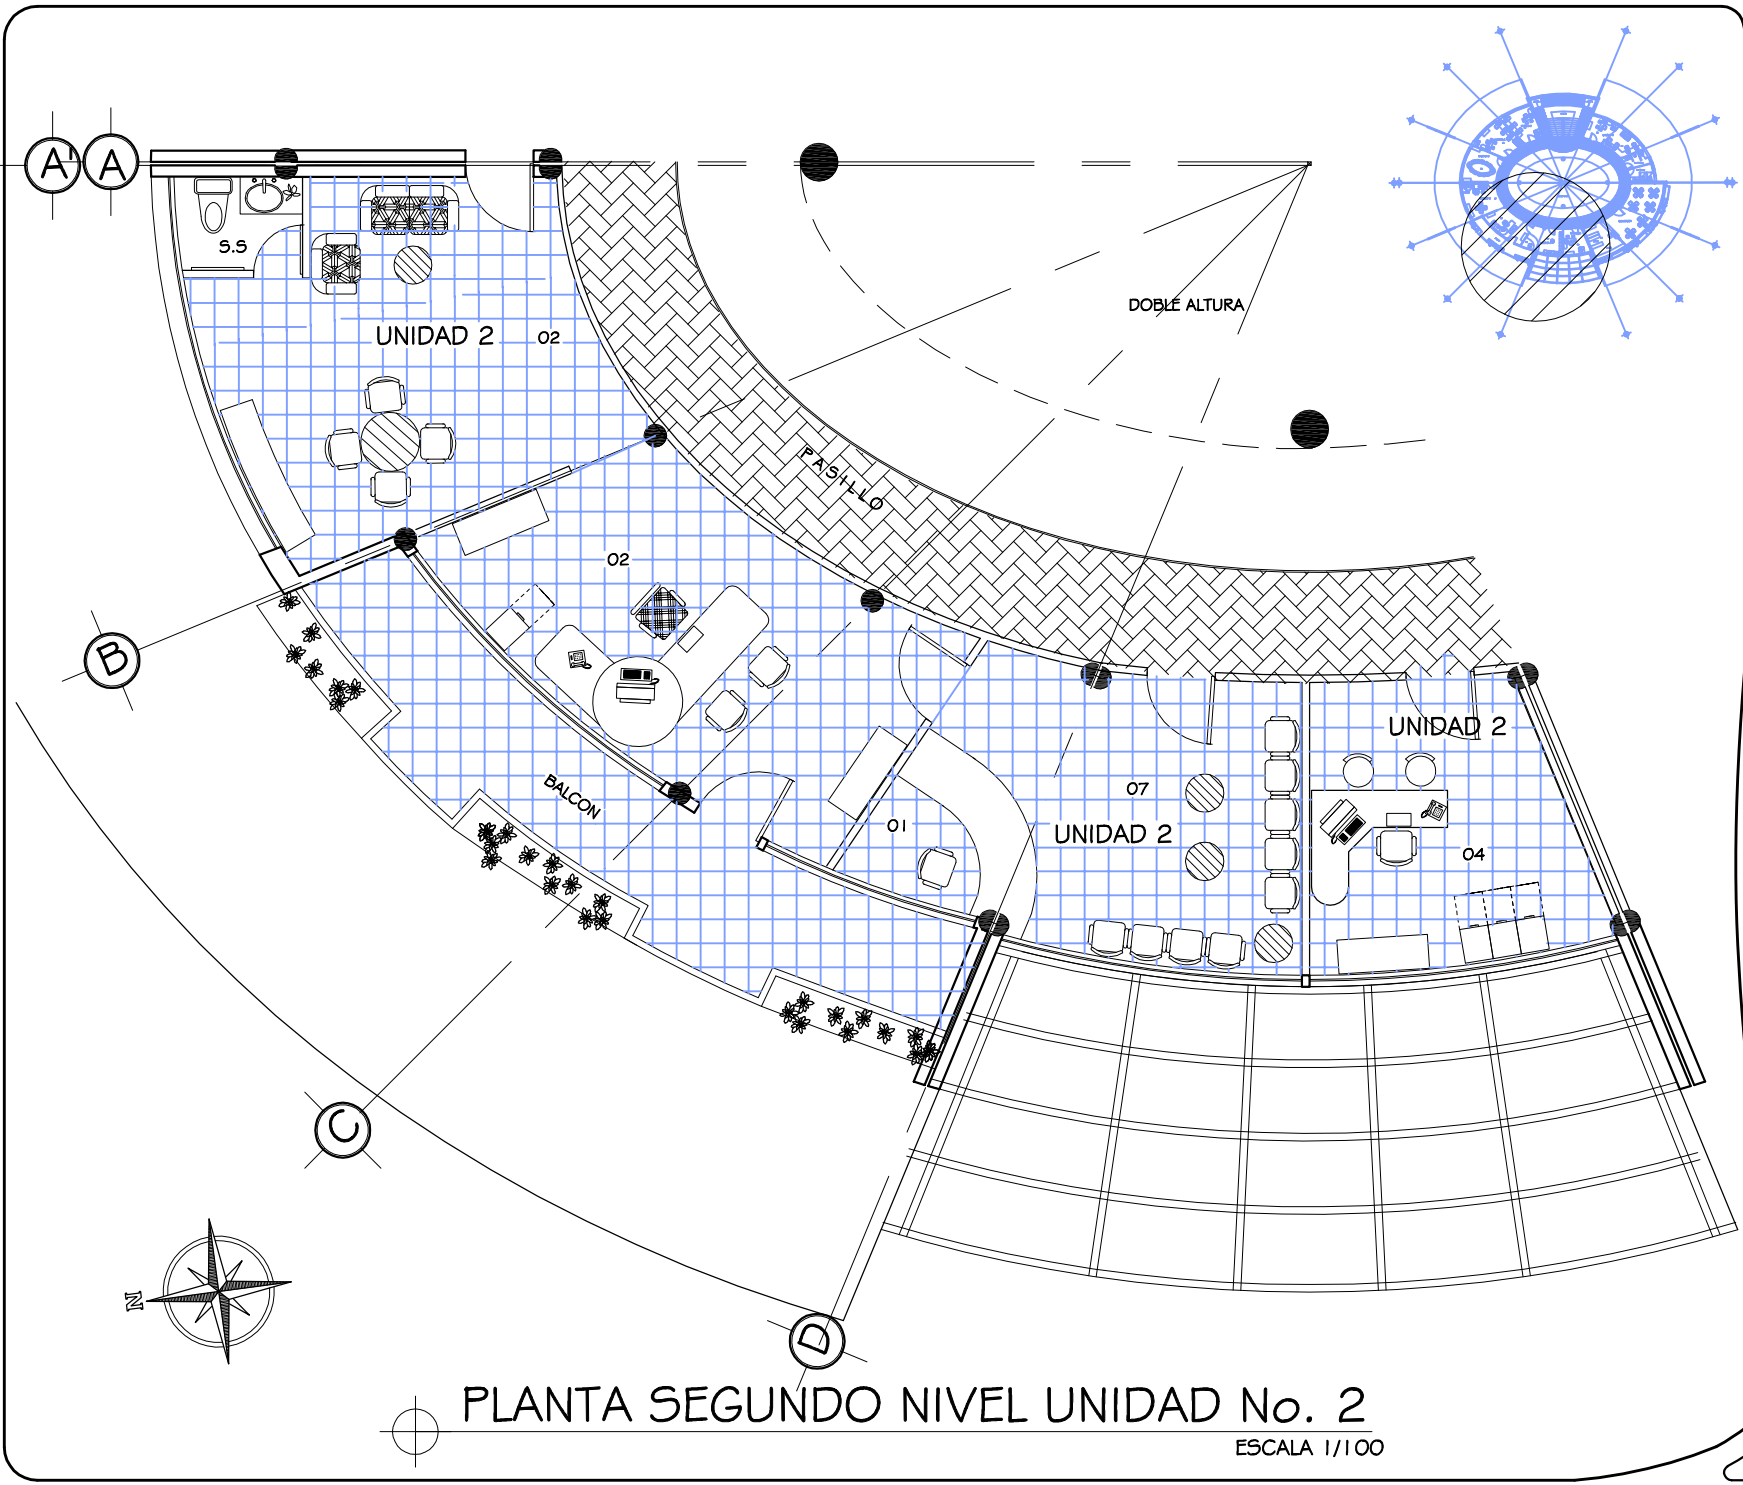 A' A
S.S
DOBLE ALTURA
UNIDAD 2 02
PASILLO
02
B
UNIDAD 2
BALCON
07
01
UNIDAD 2
04
C
N
D
PLANTA SEGUNDO NIVEL UNIDAD No. 2
ESCALA 1/100